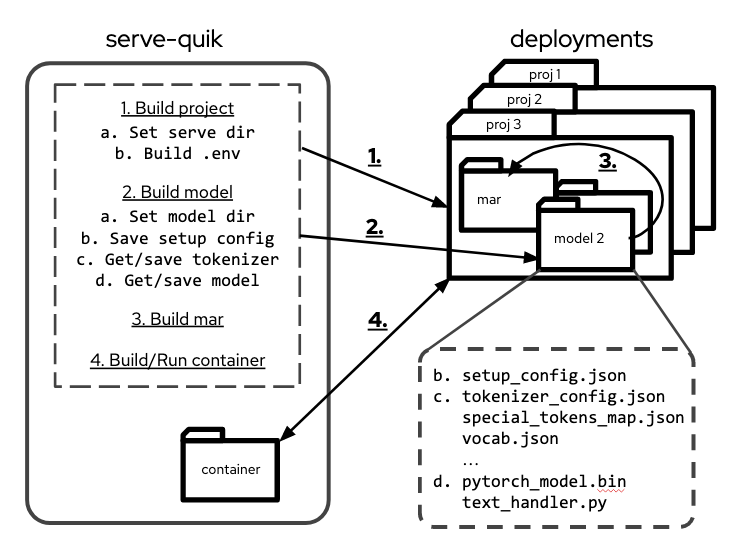 serve-quik
1. Build project
a. Set serve dir
b. Build .env
2. Build model
a. Set model dir
b. Save setup config
c. Get/save tokenizer
d. Get/save model
3. Build mar
4. Build/Run container
container
1.
2.
4.
deployments
proj 1
proj 2
proj 3
3.
mar
model 2
b. setup_config.json
c. tokenizer_config.json
special_tokens_map.json
vocab.json
...
d. pytorch_model.bin
text_handler.py